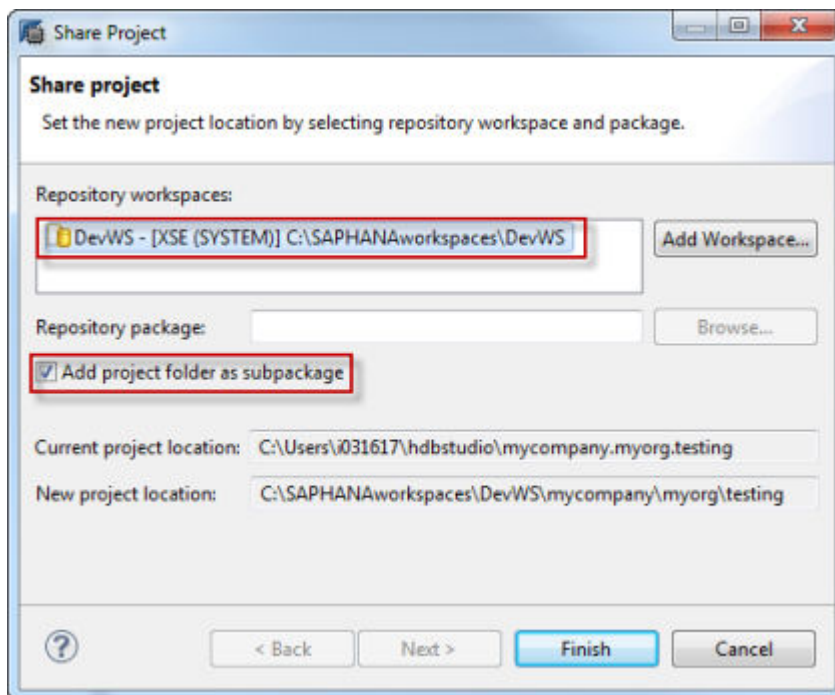 Share Project
Share project
Set the new project location by selecting repository workspace and package.
Repository workspaces:
DevWS - [XSE (SYSTEM)] C:\SAPHANAworkspaces\DevWS
Add Workspace...
Repository package:
Browse...
Add project folder as subpackage
Current project location: C:\Users\i031617\hdbstudio\mycompany.myorg.testing
New project location: C:\SAPHANAworkspaces\DevWS\mycompany\myorg\testing
? < Back Next > Finish Cancel